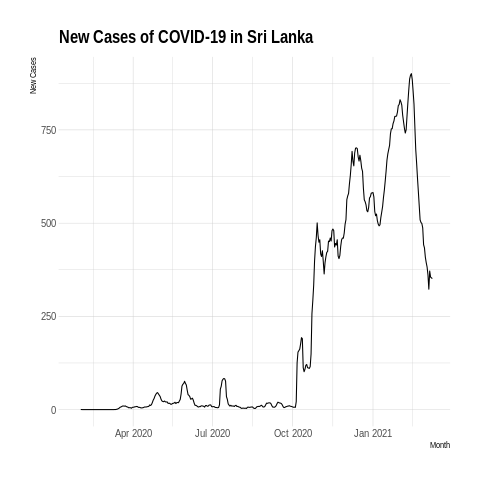 New Cases of COVID-19 in Sri Lanka
New Cases
750
500
250
0
Apr 2020 Jul 2020 Oct 2020 Jan 2021
Month